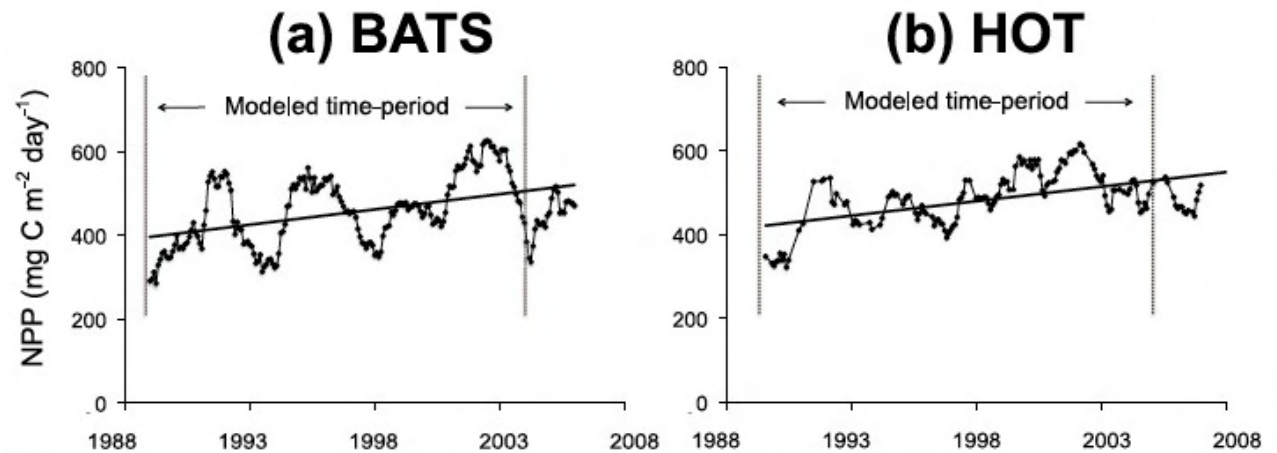 (a) BATS
(b) HOT
NPP (mg C m⁻² day⁻¹)
800
600
400
200
0
Modeled time-period
1988 1993 1998 2003 2008
800
600
400
200
0
Modeled time-period
1988 1993 1998 2003 2008